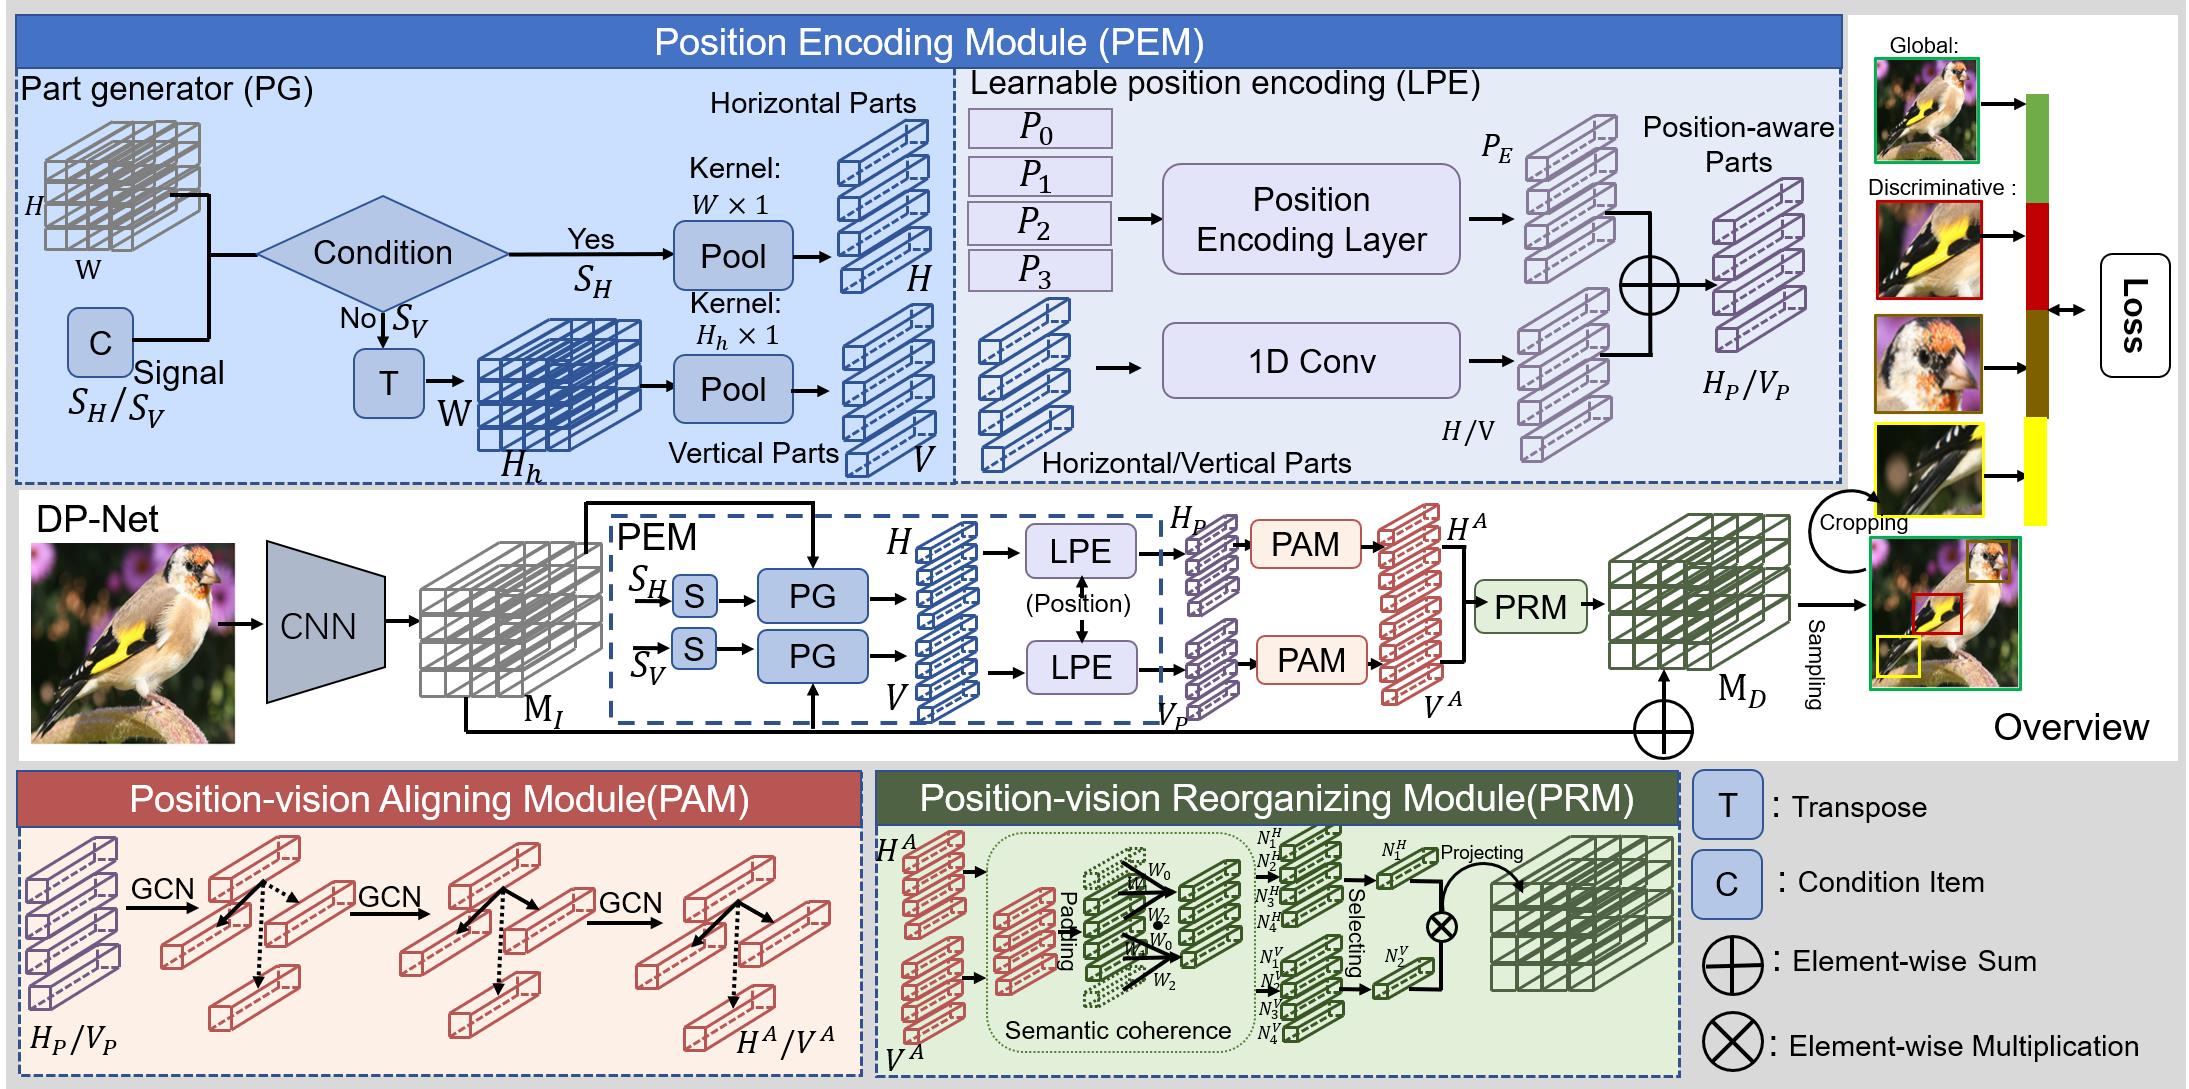 Position Encoding Module (PEM)
Part generator (PG)
H
W
C
Signal
S_H/S_V
Condition
Yes
S_H
No
S_V
T
W
H_h
Kernel:
W × 1
Pool
Kernel:
H_h × 1
Pool
Horizontal Parts
H
Vertical Parts
V
Learnable position encoding (LPE)
P_0
P_1
P_2
P_3
Position
Encoding Layer
1D Conv
P_E
H/V
Horizontal/Vertical Parts
Position-aware
Parts
H_P/V_P
Global:
Discriminative :
Loss
DP-Net
CNN
M_I
PEM
S_H
S
PG
S_V
S
PG
H
V
LPE
(Position)
LPE
H_P
V_P
PAM
PAM
H^A
V^A
PRM
M_D
Sampling
Cropping
Overview
Position-vision Aligning Module(PAM)
GCN
GCN
GCN
H_P/V_P
H^A/V^A
Position-vision Reorganizing Module(PRM)
H^A
V^A
Padding
W_0
W_2
W_0
W_2
Semantic coherence
N_1^H
N_2^H
N_3^H
N_4^H
N_1^V
N_2^V
N_3^V
N_4^V
Selecting
N_1^H
N_2^V
Projecting
T : Transpose
C : Condition Item
: Element-wise Sum
: Element-wise Multiplication